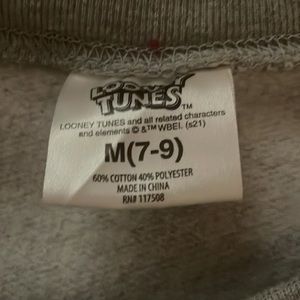 LOONEY
TUNES
LOONEY TUNES and all related characters
and elements © & ™ WBEI. (s21)
M(7-9)
60% COTTON 40% POLYESTER
MADE IN CHINA
RN# 117508